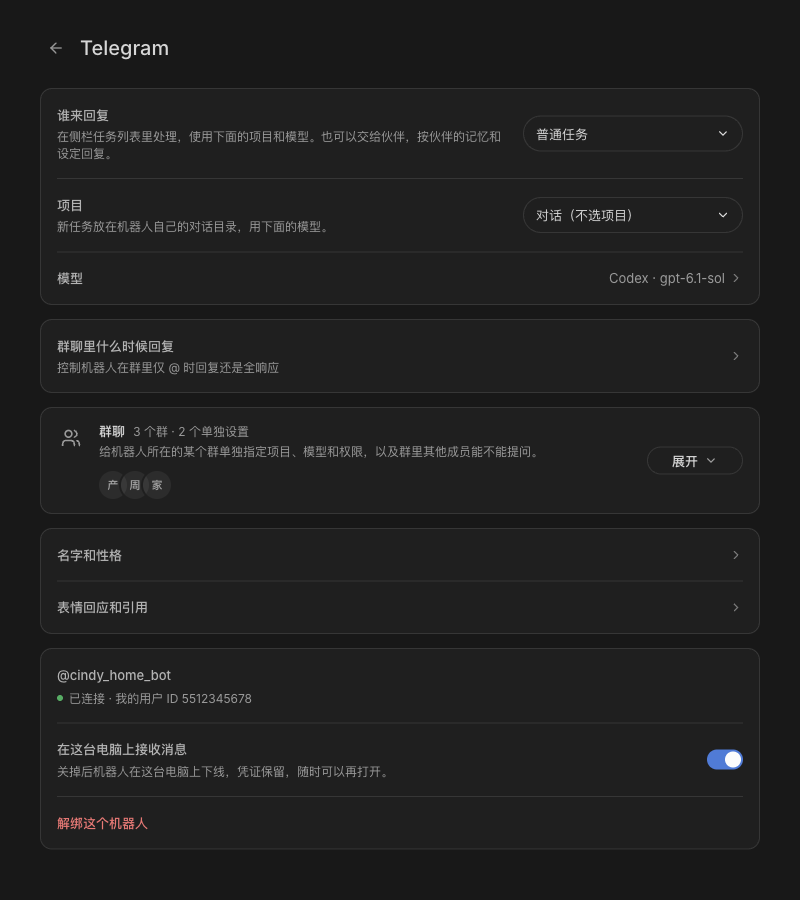 Telegram
谁来回复
在侧栏任务列表里处理，使用下面的项目和模型。也可以交给伙伴，按伙伴的记忆和
设定回复。
普通任务
项目
新任务放在机器人自己的对话目录，用下面的模型。
对话（不选项目）
模型
Codex · gpt-6.1-sol
群聊里什么时候回复
控制机器人在群里仅 @ 时回复还是全响应
群聊 3 个群 · 2 个单独设置
给机器人所在的某个群单独指定项目、模型和权限，以及群里其他成员能不能提问。
展开
产 周 家
名字和性格
表情回应和引用
@cindy_home_bot
已连接 · 我的用户 ID 5512345678
在这台电脑上接收消息
关掉后机器人在这台电脑上下线，凭证保留，随时可以再打开。
解绑这个机器人